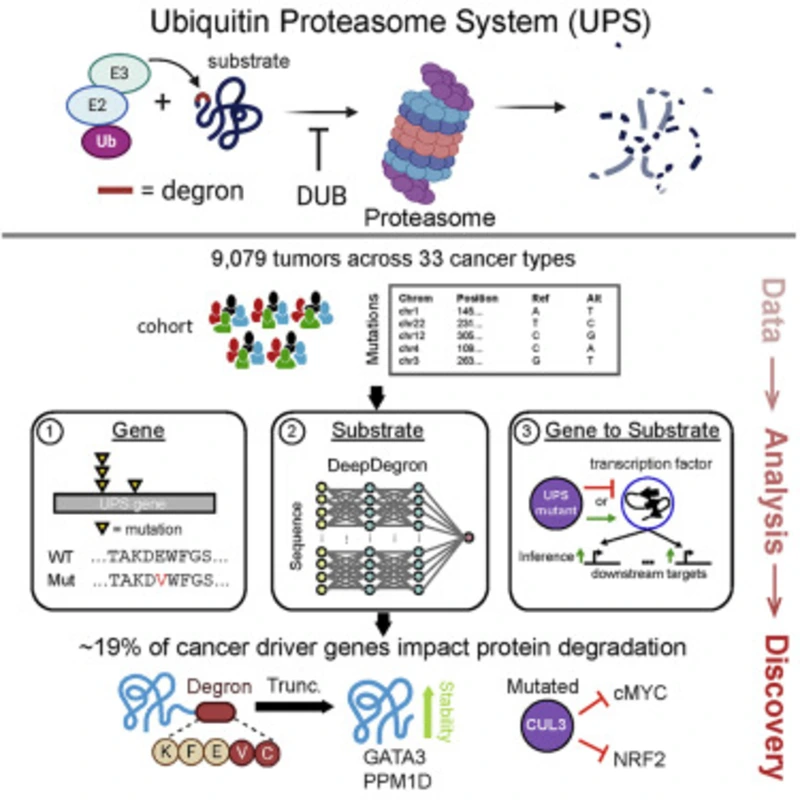 Ubiquitin Proteasome System (UPS)
E3
substrate
E2
+
Ub
= degron
DUB
Proteasome
9,079 tumors across 33 cancer types
cohort
Mutations
Chrom Position Ref Alt
chr1 145... A T
chr22 231... T C
chr12 305... C G
chr4 109... C A
chr3 263... G T
Data
Analysis
Discovery
1 Gene
UPS gene
= mutation
WT ...TAKDEWFGS...
Mut ...TAKDVWFGS...
2 Substrate
DeepDegron
Sequence
3 Gene to Substrate
transcription factor
UPS
mutant
or
Inference
...
downstream targets
~19% of cancer driver genes impact protein degradation
Degron
Trunc.
K F E V C
Stability
GATA3
PPM1D
Mutated
CUL3
cMYC
NRF2